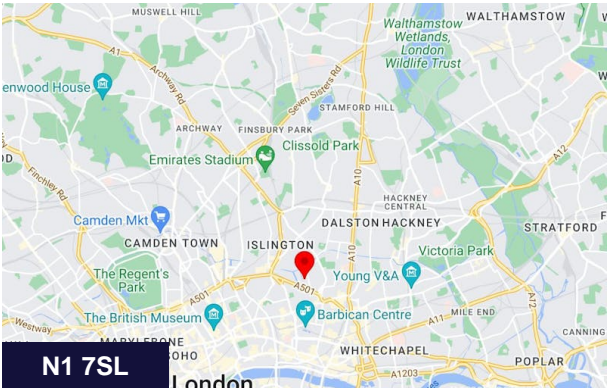 MUSWELL HILL
WALTHAMSTOW
Walthamstow
Wetlands,
London
Wildlife Trust
A1
Archway Rd
enwood House
Seven Sisters Rd
STAMFORD HILL
ARCHWAY
FINSBURY PARK
Clissold Park
Emirates Stadium
A12
A10
Finchley Rd
HACKNEY
CENTRAL
DALSTON
HACKNEY
STRATFORD
Camden Mkt
CAMDEN TOWN
ISLINGTON
Victoria Park
The Regent's
Park
Young V&A
A501
A501
A10
A12
The British Museum
Barbican Centre
A11
MILE END
Westway
MARYLEBONE
CANNING
SOHO
WHITECHAPEL
POPLAR
N1 7SL
London
A1203